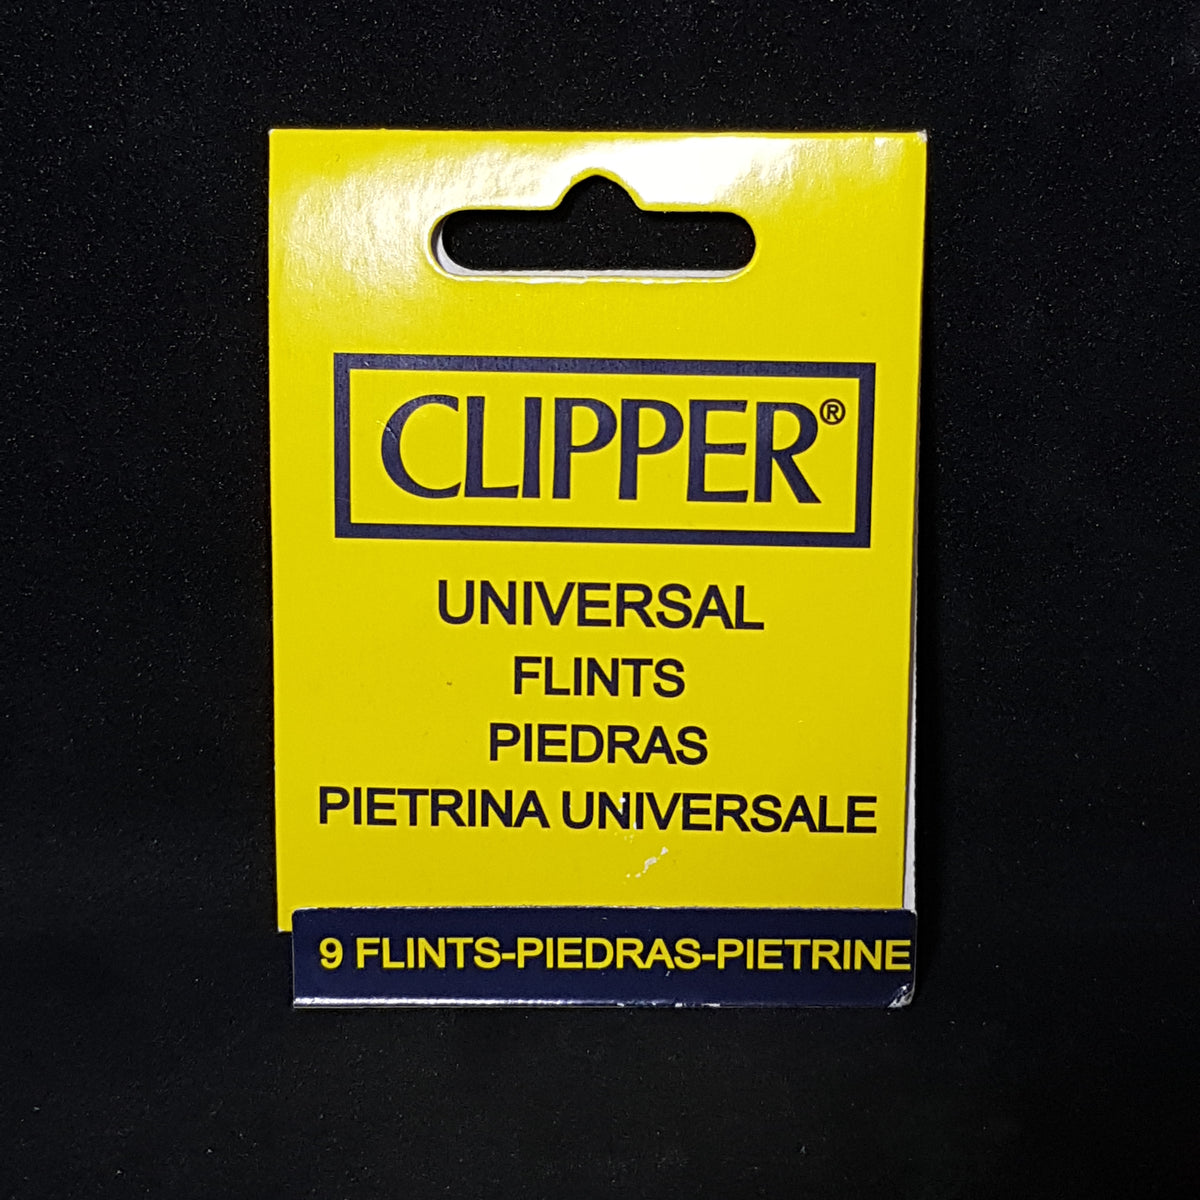 CLIPPER®
UNIVERSAL
FLINTS
PIEDRAS
PIETRINA UNIVERSALE
9 FLINTS-PIEDRAS-PIETRINE